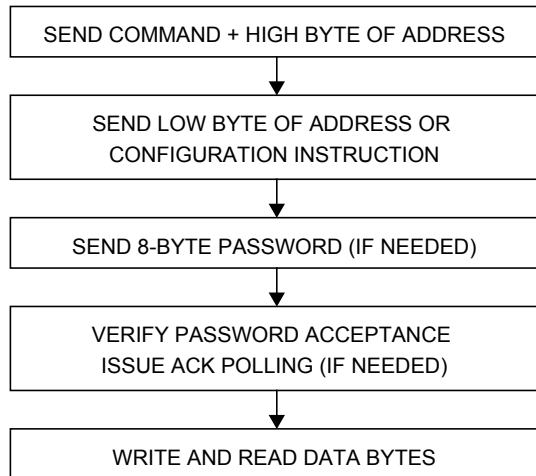 SEND COMMAND + HIGH BYTE OF ADDRESS
SEND LOW BYTE OF ADDRESS OR
CONFIGURATION INSTRUCTION
SEND 8-BYTE PASSWORD (IF NEEDED)
VERIFY PASSWORD ACCEPTANCE
ISSUE ACK POLLING (IF NEEDED)
WRITE AND READ DATA BYTES